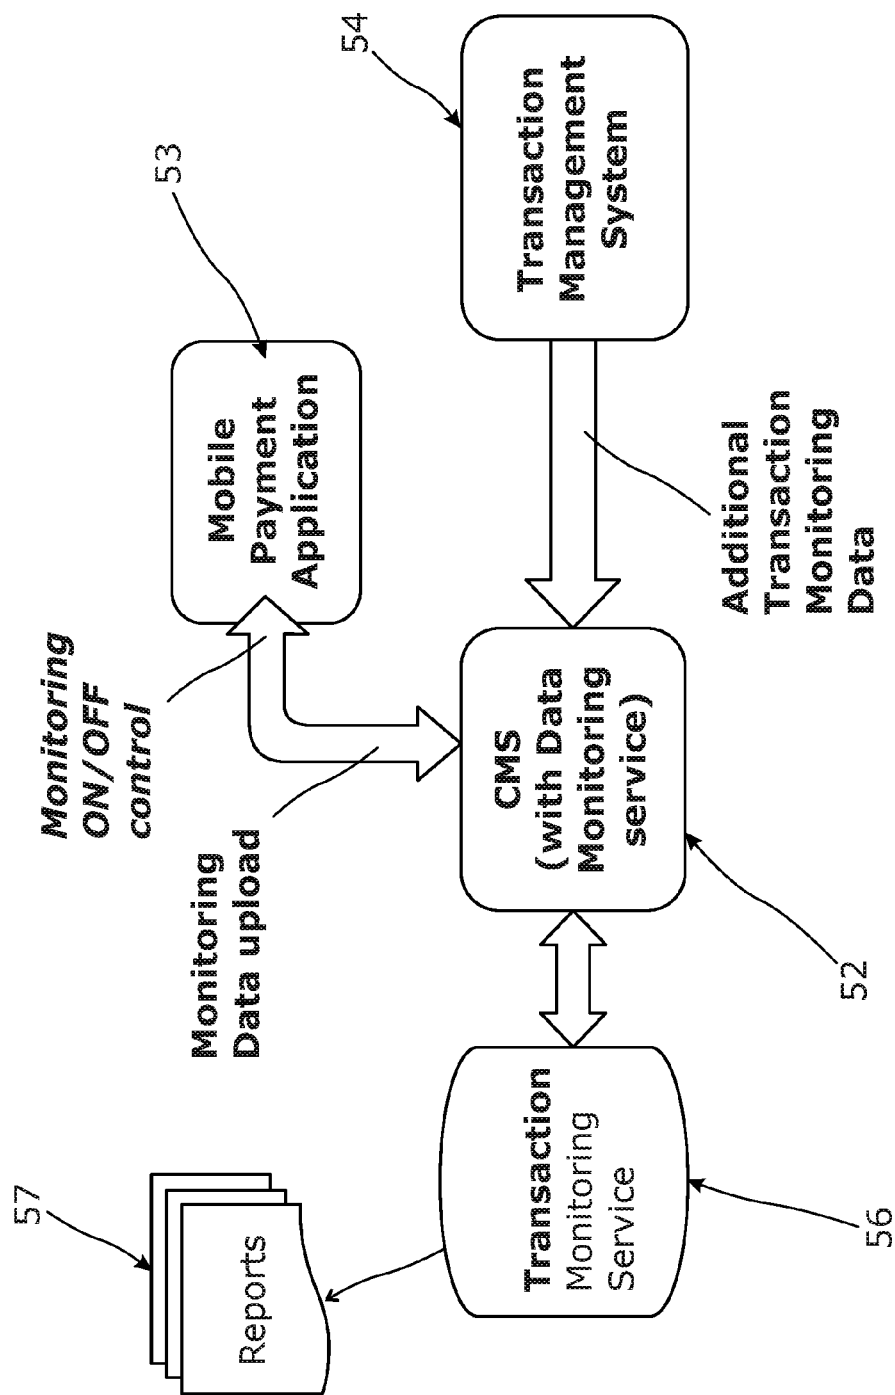 57
Reports
Transaction
Monitoring
Service
56
Monitoring
Data upload
Monitoring
ON/OFF
control
53
Mobile
Payment
Application
CMS
(with Data
Monitoring
service)
52
54
Transaction
Management
System
Additional
Transaction
Monitoring
Data